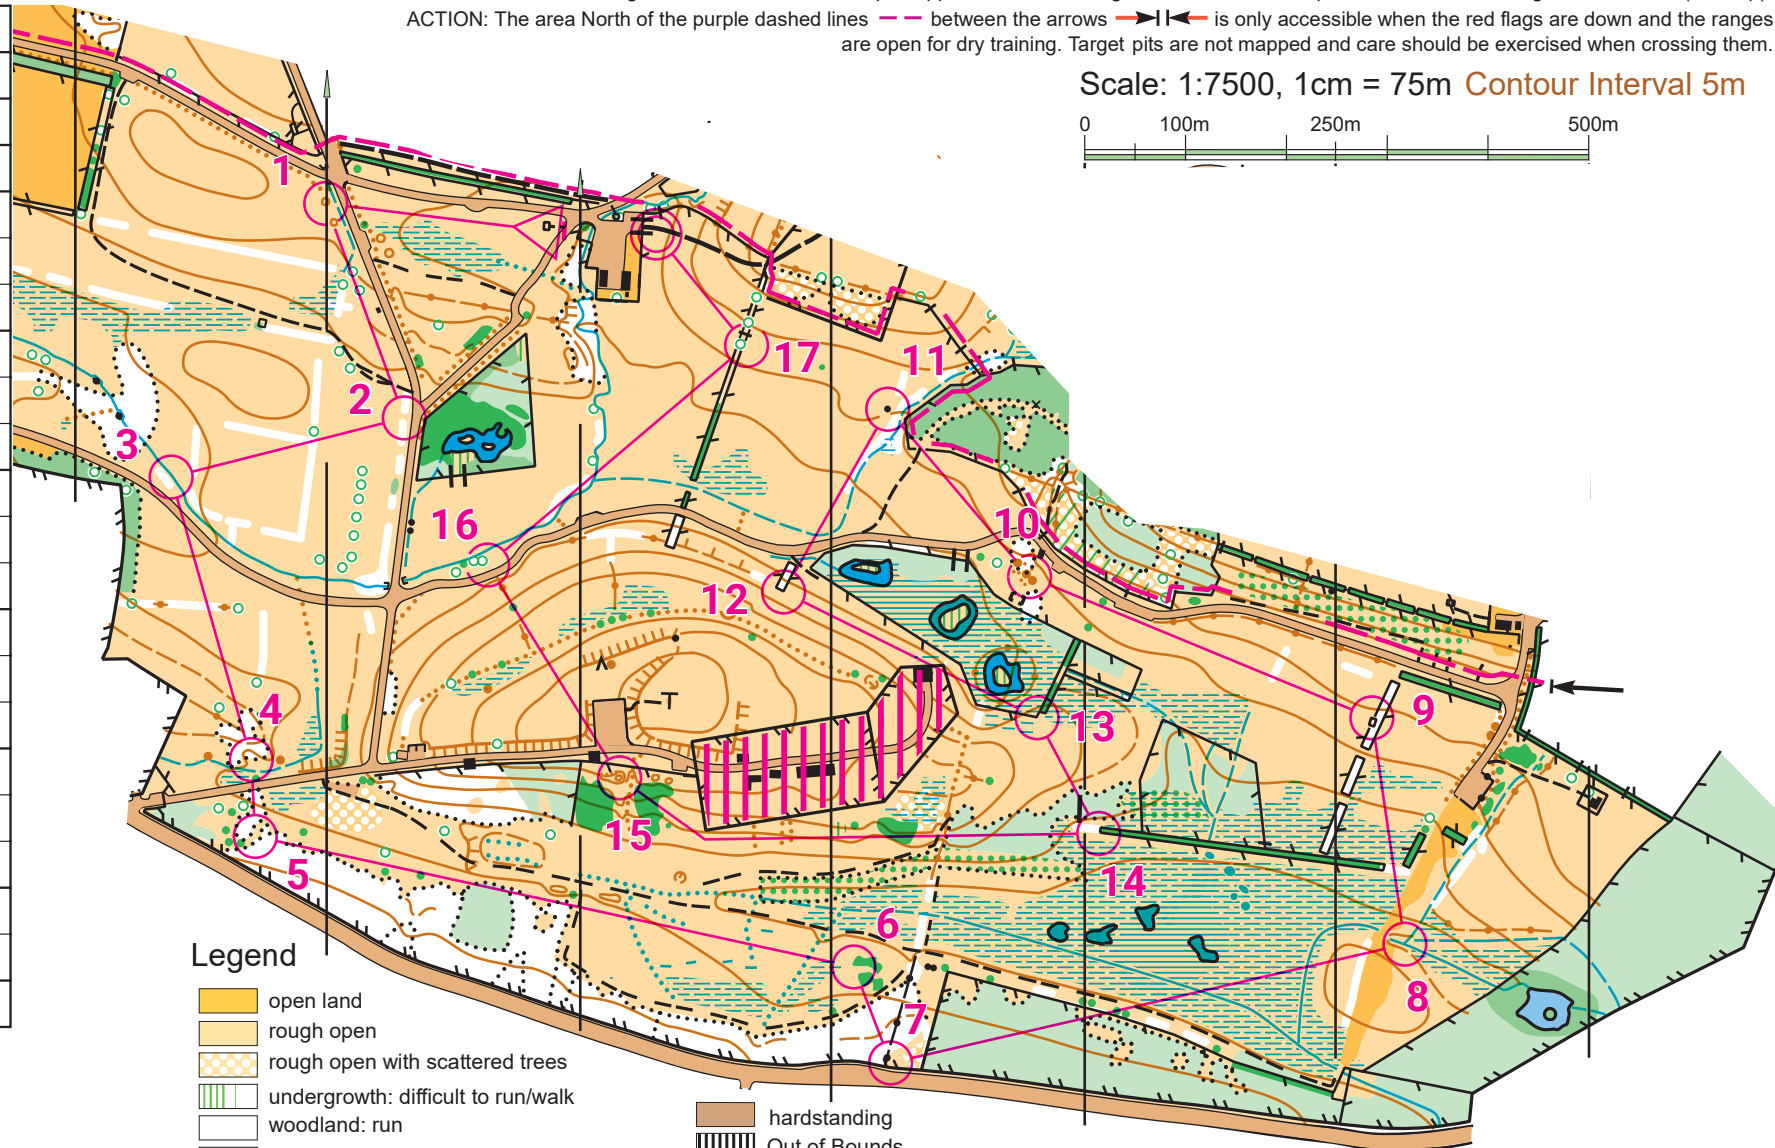 ACTION: The area North of the purple dashed lines between the arrows is only accessible when the red flags are down and the ranges
are open for dry training. Target pits are not mapped and care should be exercised when crossing them.
Scale: 1:7500, 1cm = 75m Contour Interval 5m
0 100m 250m 500m
1
17
11
2
3
16
10
12
4
9
13
15
5
14
6
8
7
Legend
open land
rough open
rough open with scattered trees
undergrowth: difficult to run/walk
woodland: run
hardstanding
Out of Bounds